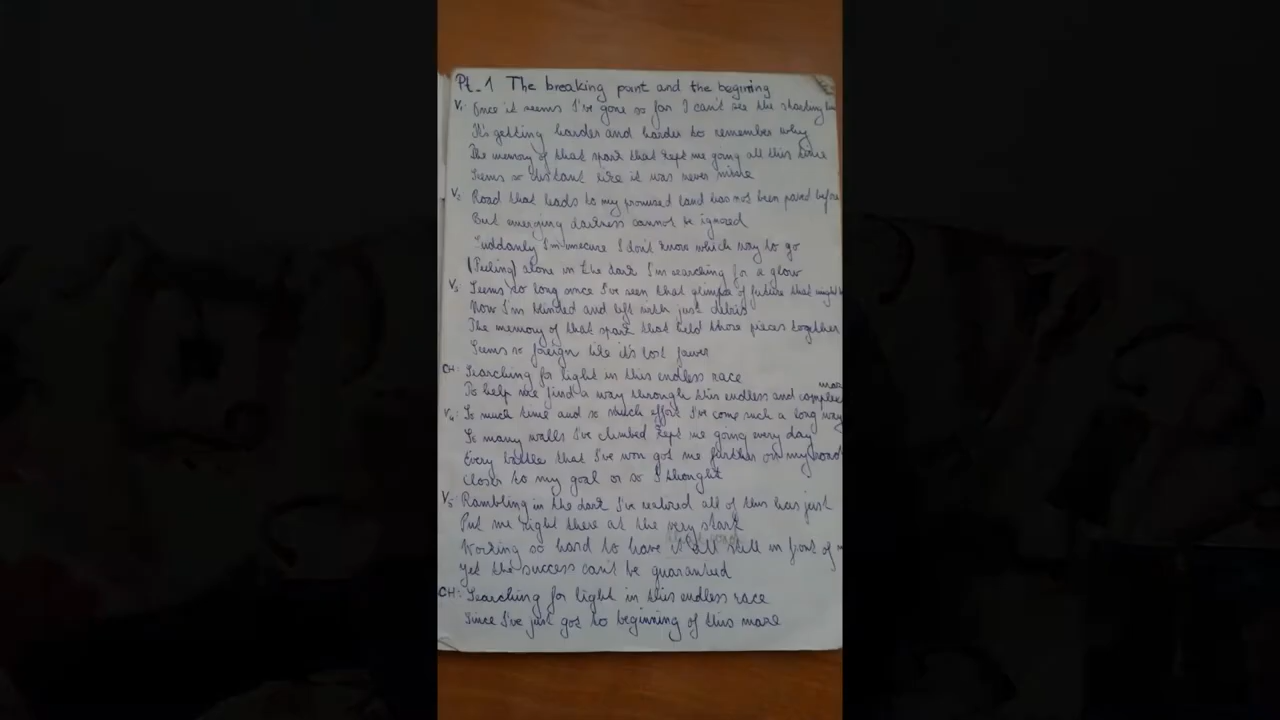 Pt. 1 The breaking point and the begining
V1: Once it seems I've gone so far I can't see the starting
It's getting harder and harder to remember why
The memory of that spark that kept me going all this time
Seems so distant like it was never mine
V2 Road that leads to my promised land has not been paved before
But emerging darkness cannot be ignored
Suddanly I'm unsecure I don't know which way to go
(Feeling) alone in the dark I'm searching for a glow
V3 Seems so long since I've seen that glimpse of future that might
Now I'm blinded and left with just debris
The memory of that spark that held those pieces together
Seems so foreign like it's lost
CH: Searching for light in this endless race
To help me find a way through this endless and complex maze
V4: So much time and so much effort I've come such a long way
So many walls I've climbed kept me going every day
Every battle that I've won got me further on my road
Closer to my goal or so I thought
V5: Rambling in the dark I've realized all of this has just
Put me right there at the very start
Working so hard to have it all still in front of
Yet the success can't be guaranteed
CH: Searching for light in this endless race
Since I've just got to beginning of this maze